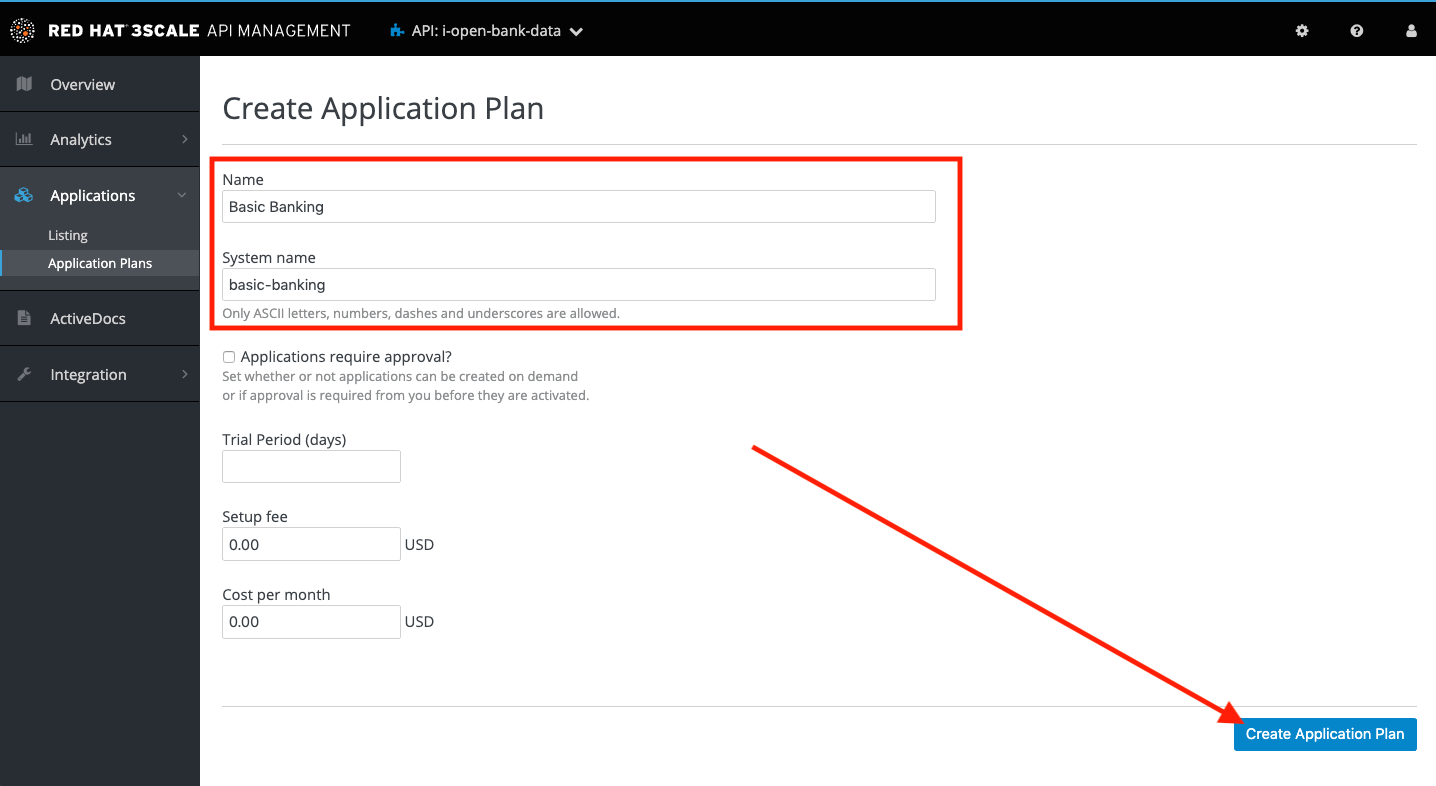 RED HAT 3SCALE API MANAGEMENT
API: i-open-bank-data
Overview
Analytics
Applications
Listing
Application Plans
ActiveDocs
Integration
Create Application Plan
Name
Basic Banking
System name
basic-banking
Only ASCII letters, numbers, dashes and underscores are allowed.
Applications require approval?
Set whether or not applications can be created on demand
or if approval is required from you before they are activated.
Trial Period (days)
Setup fee
0.00 USD
Cost per month
0.00 USD
Create Application Plan